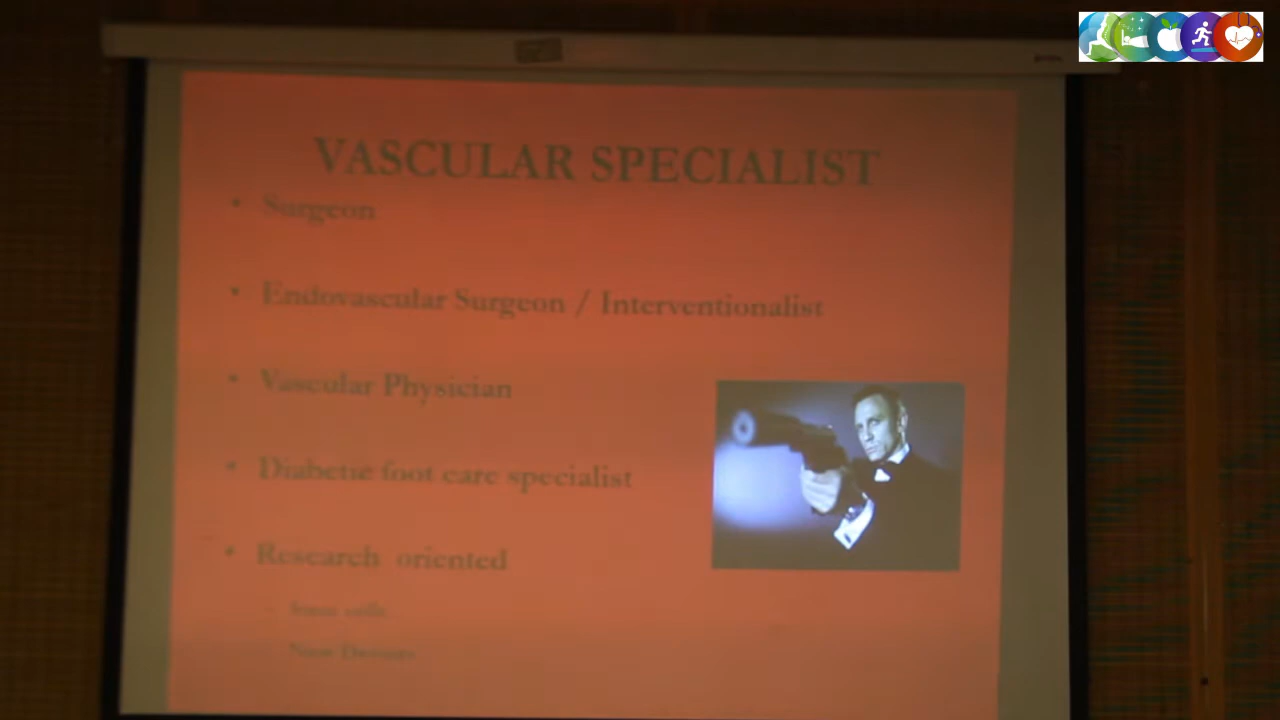 VASCULAR SPECIALIST
• Surgeon
• Endovascular Surgeon / Interventionalist
• Vascular Physician
• Diabetic foot care specialist
• Research oriented